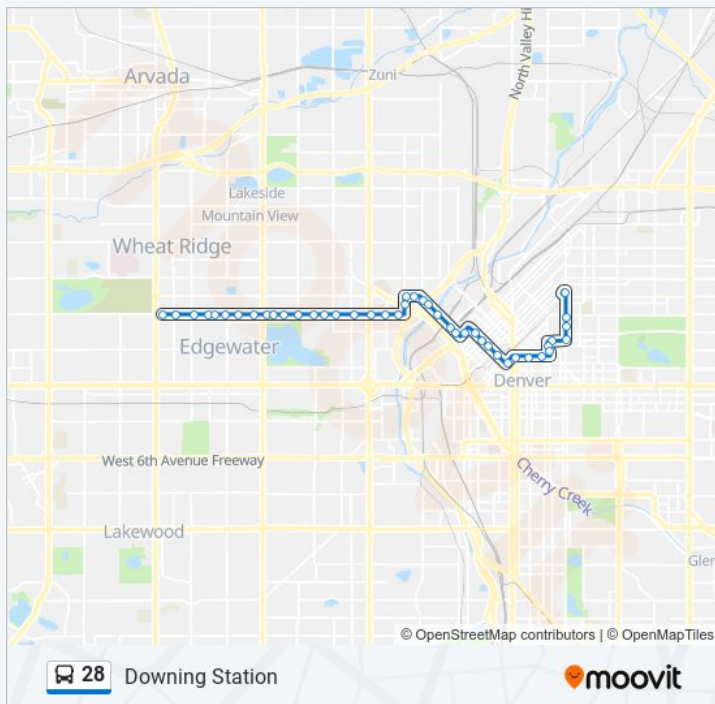 North Valley Hi
Zuni
Arvada
Lakeside
Mountain View
Wheat Ridge
Edgewater
Denver
West 6th Avenue Freeway
Cherry Creek
Lakewood
Glen
© OpenStreetMap contributors | © OpenMapTiles
28 Downing Station
moovit